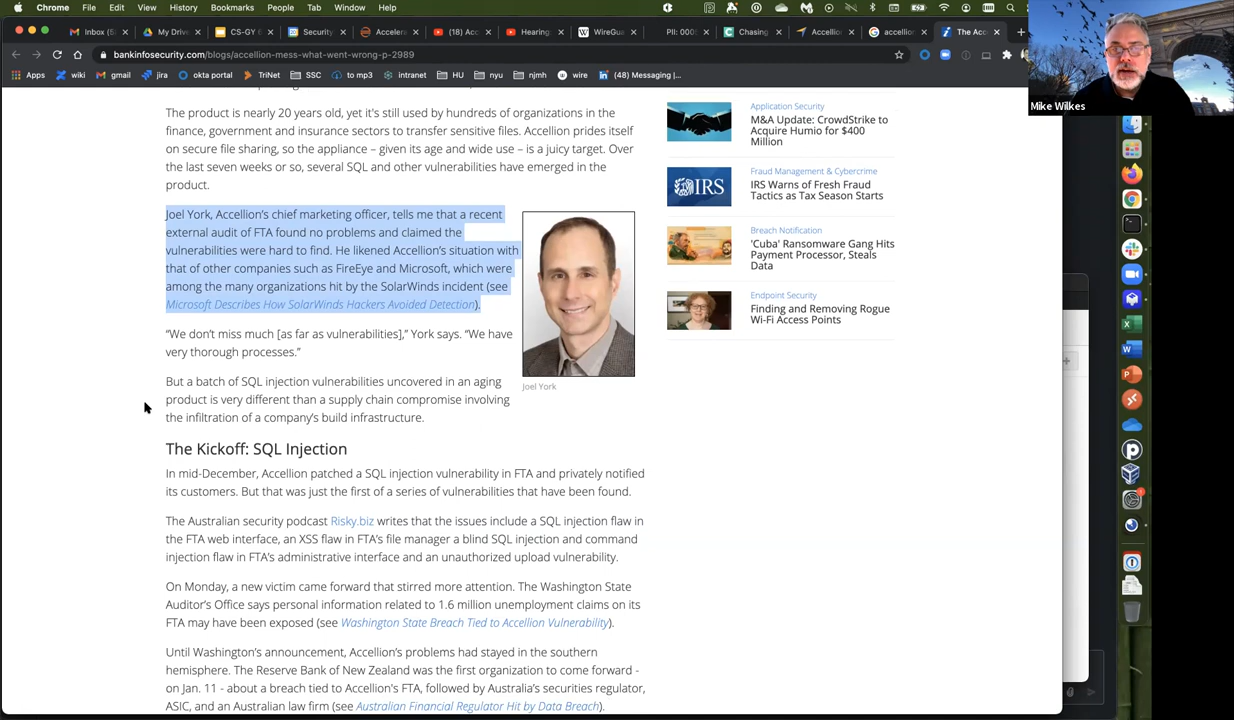 Chrome File Edit View History Bookmarks People Tab Window Help
Inbox (
My Driv
CS-GY 6
Security
Accelera
(18) Acc
Hearing
WireGua
PII: 000
Chasing
Accellio
accellion
The Acc
bankinfosecurity.com/blogs/accellion-mess-what-went-wrong-p-2989
Apps wiki gmail jira okta portal TriNet SSC to mp3 intranet HU nyu njmh wire (48) Messaging |...
Mike Wilkes
The product is nearly 20 years old, yet it's still used by hundreds of organizations in the
finance, government and insurance sectors to transfer sensitive files. Accellion prides itself
on secure file sharing, so the appliance – given its age and wide use – is a juicy target. Over
the last seven weeks or so, several SQL and other vulnerabilities have emerged in the
product.
Joel York, Accellion's chief marketing officer, tells me that a recent
external audit of FTA found no problems and claimed the
vulnerabilities were hard to find. He likened Accellion's situation with
that of other companies such as FireEye and Microsoft, which were
among the many organizations hit by the SolarWinds incident (see
Microsoft Describes How SolarWinds Hackers Avoided Detection).
Joel York
“We don't miss much [as far as vulnerabilities],” York says. “We have
very thorough processes.”
But a batch of SQL injection vulnerabilities uncovered in an aging
product is very different than a supply chain compromise involving
the infiltration of a company's build infrastructure.
The Kickoff: SQL Injection
In mid-December, Accellion patched a SQL injection vulnerability in FTA and privately notified
its customers. But that was just the first of a series of vulnerabilities that have been found.
The Australian security podcast Risky.biz writes that the issues include a SQL injection flaw in
the FTA web interface, an XSS flaw in FTA's file manager a blind SQL injection and command
injection flaw in FTA's administrative interface and an unauthorized upload vulnerability.
On Monday, a new victim came forward that stirred more attention. The Washington State
Auditor's Office says personal information related to 1.6 million unemployment claims on its
FTA may have been exposed (see Washington State Breach Tied to Accellion Vulnerability).
Until Washington's announcement, Accellion's problems had stayed in the southern
hemisphere. The Reserve Bank of New Zealand was the first organization to come forward -
on Jan. 11 - about a breach tied to Accellion's FTA, followed by Australia's securities regulator,
ASIC, and an Australian law firm (see Australian Financial Regulator Hit by Data Breach).
Application Security
M&A Update: CrowdStrike to
Acquire Humio for $400
Million
IRS
Fraud Management & Cybercrime
IRS Warns of Fresh Fraud
Tactics as Tax Season Starts
Breach Notification
'Cuba' Ransomware Gang Hits
Payment Processor, Steals
Data
Endpoint Security
Finding and Removing Rogue
Wi-Fi Access Points